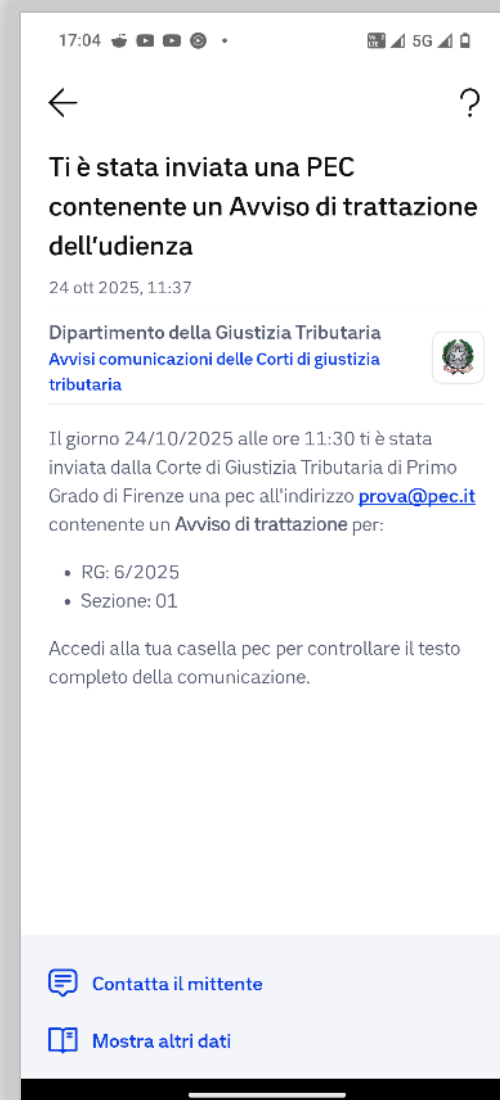 17:04
5G
Ti è stata inviata una PEC
contenente un Avviso di trattazione
dell'udienza
24 ott 2025, 11:37
Dipartimento della Giustizia Tributaria
Avvisi comunicazioni delle Corti di giustizia
tributaria
Il giorno 24/10/2025 alle ore 11:30 ti è stata
inviata dalla Corte di Giustizia Tributaria di Primo
Grado di Firenze una pec all'indirizzo prova@pec.it
contenente un Avviso di trattazione per:
• RG: 6/2025
• Sezione: 01
Accedi alla tua casella pec per controllare il testo
completo della comunicazione.
Contatta il mittente
Mostra altri dati